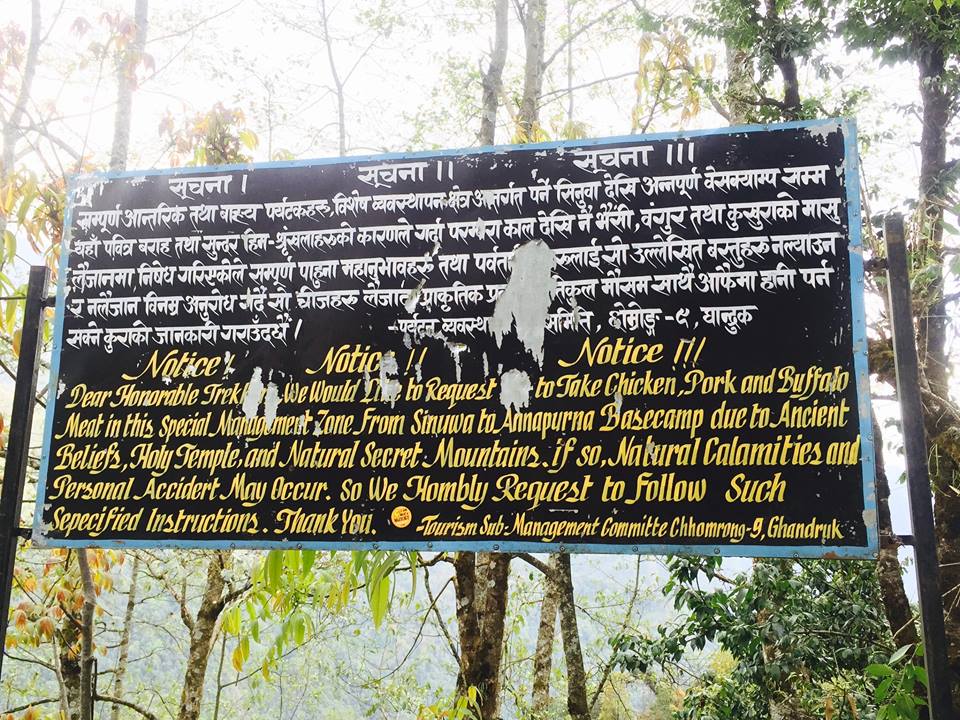 सूचना । सूचना ।। सूचना ।।।
सम्पूर्ण आन्तरिक तथा वाह्य पर्यटकहरु, विशेष व्यवस्थापन क्षेत्र अन्तर्गत पर्ने सिनुवा देखि अन्नपूर्ण वेसक्याम्प सम्म
यहाँ पवित्र बराह तथा सुन्दर हिम-श्रृंखलाहरुको कारणले गर्दा परम्परा काल देखि नै भैंसी, वंगुर तथा कुखुराको मासु
लैजानमा निषेध गरिएकोले सम्पूर्ण पाहुना महानुभावहरु तथा सो उल्लेखित वस्तुहरु नल्याउन
र नलैजान विनम्र अनुरोध गर्दै सो चीजहरु लैजाँदा प्राकृतिक मौसम साथै आफैमा हानी पर्न
सक्ने कुराको जानकारी गराउँदछौं । -पर्यटन व्यवस्था समिति, छोम्रोङ्ग -९, घान्द्रुक
Notice ! Notice !! Notice !!!
Dear Honorable We Would to Request to Take Chicken, Pork and Buffalo
Meat in this Special Management Zone From Sinuwa to Annapurna Basecamp due to Ancient
Beliefs, Holy Temple, and Natural Secret Mountains. if so, Natural Calamities and
Personal Accidert May Occur. So We Hombly Request to Follow Such
Sepecified Instructions. Thank You. -Tourism Sub-Management Committe Chhomrong-9, Ghandruk